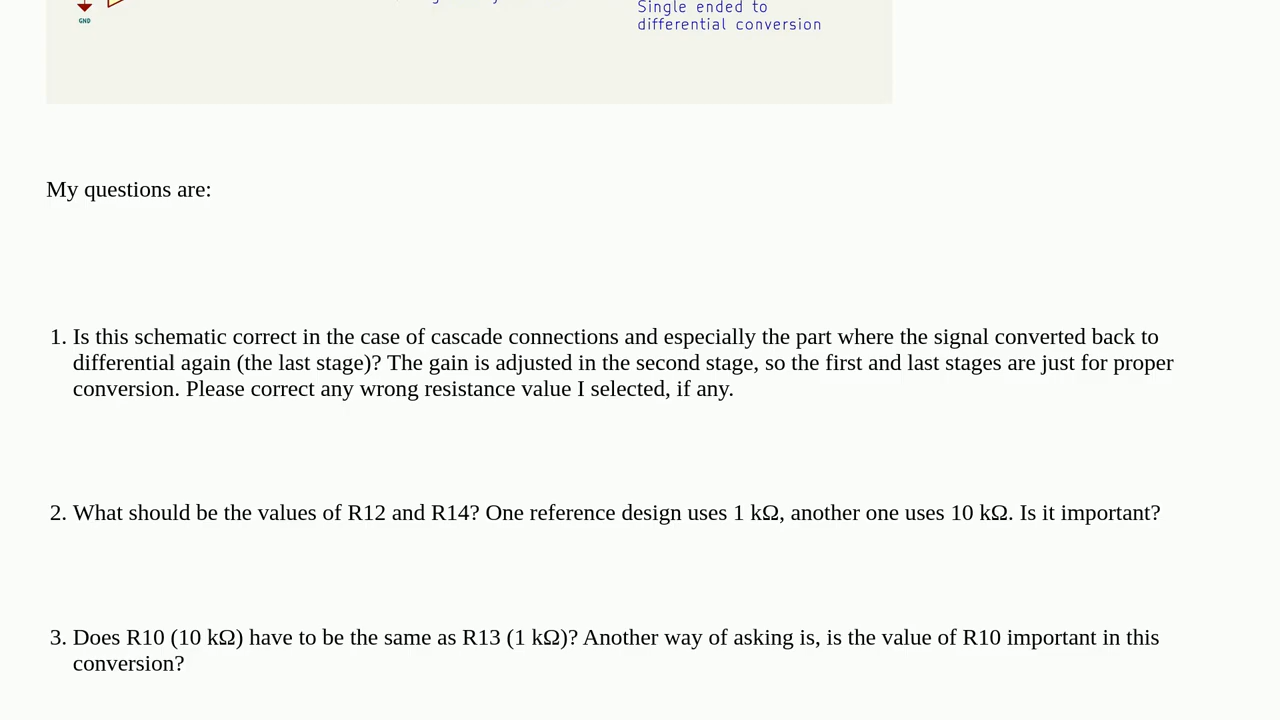 Single ended to
GND
differential conversion
My questions are:
1. Is this schematic correct in the case of cascade connections and especially the part where the signal converted back to
differential again (the last stage)? The gain is adjusted in the second stage, so the first and last stages are just for proper
conversion. Please correct any wrong resistance value I selected, if any.
2. What should be the values of R12 and R14? One reference design uses 1 kΩ, another one uses 10 kΩ. Is it important?
3. Does R10 (10 kΩ) have to be the same as R13 (1 kΩ)? Another way of asking is, is the value of R10 important in this
conversion?